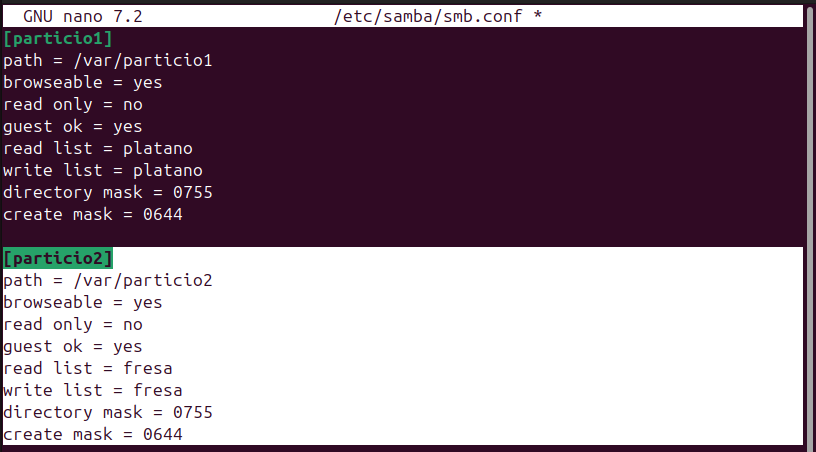 GNU nano 7.2 /etc/samba/smb.conf *
[particio1]
path = /var/particio1
browseable = yes
read only = no
guest ok = yes
read list = platano
write list = platano
directory mask = 0755
create mask = 0644
[particio2]
path = /var/particio2
browseable = yes
read only = no
guest ok = yes
read list = fresa
write list = fresa
directory mask = 0755
create mask = 0644